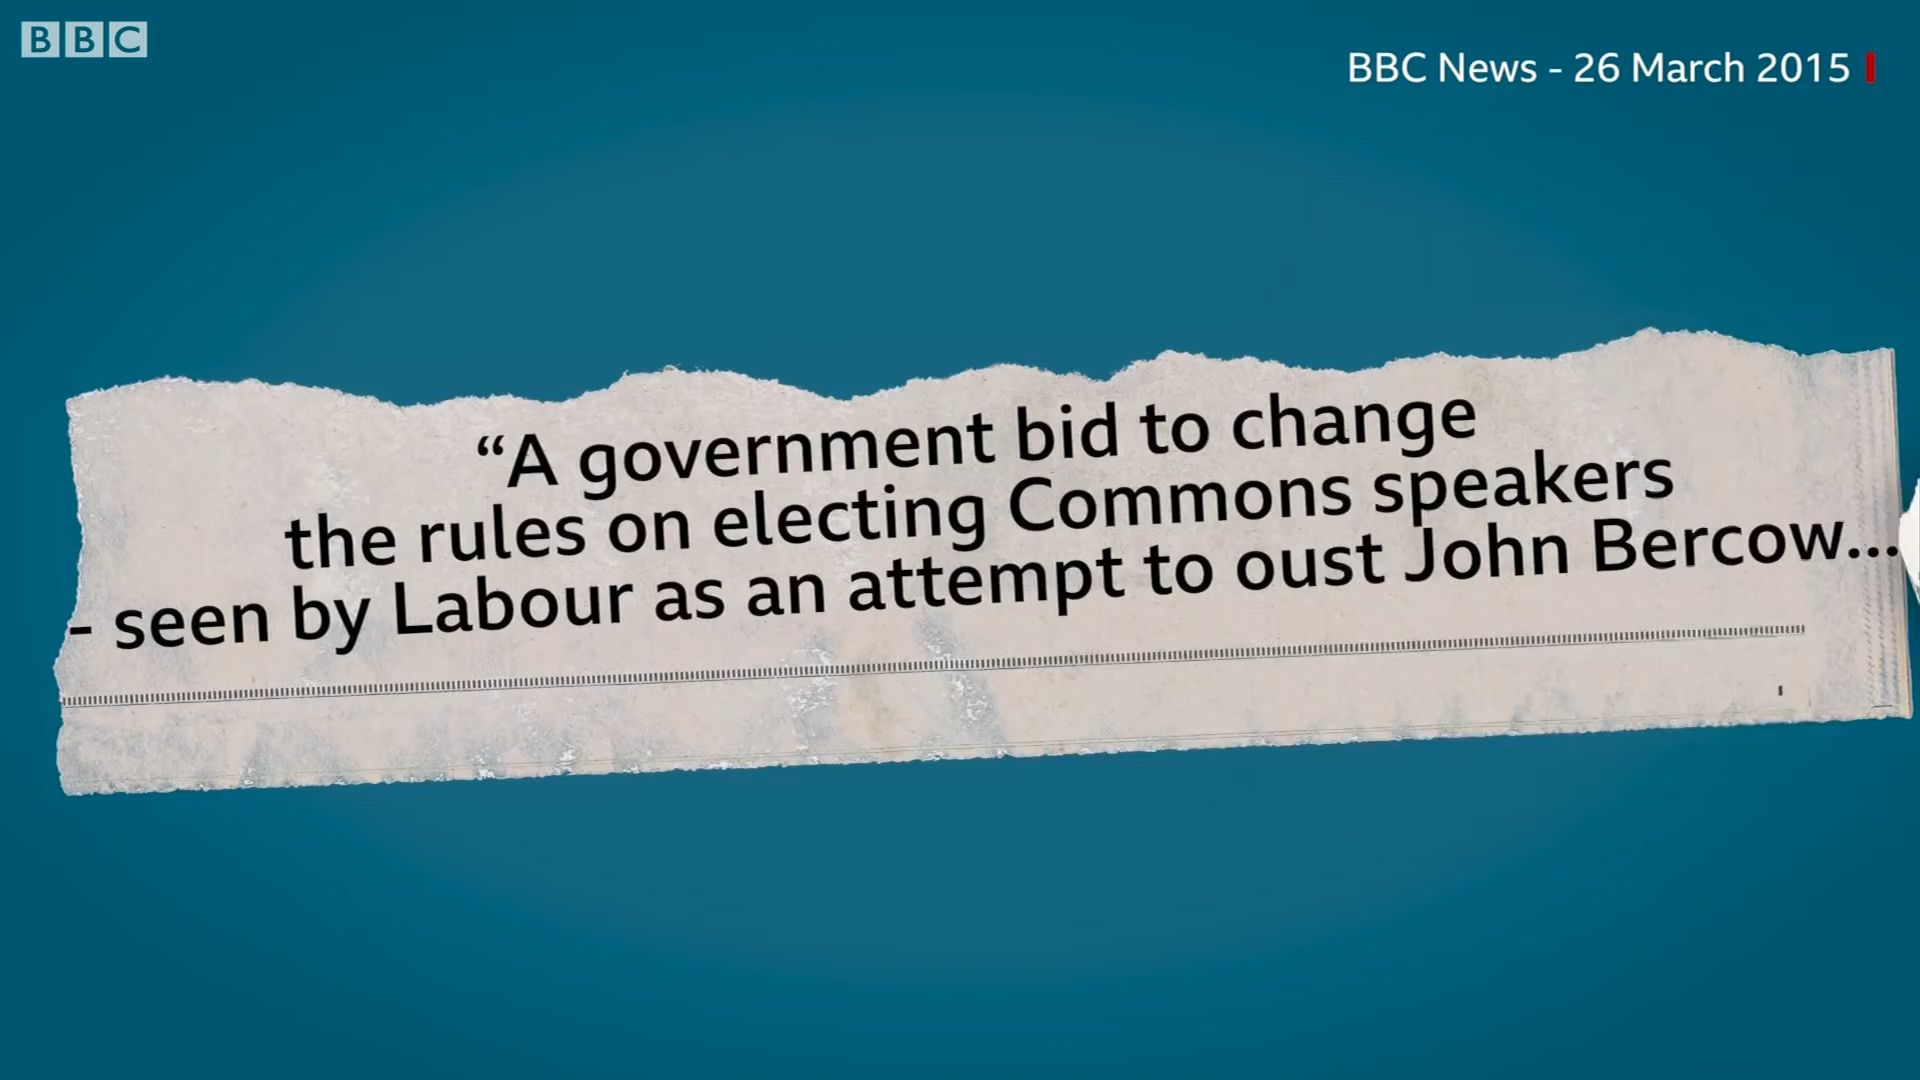 BBC
BBC News - 26 March 2015
“A government bid to change
the rules on electing Commons speakers
- seen by Labour as an attempt to oust John Bercow...